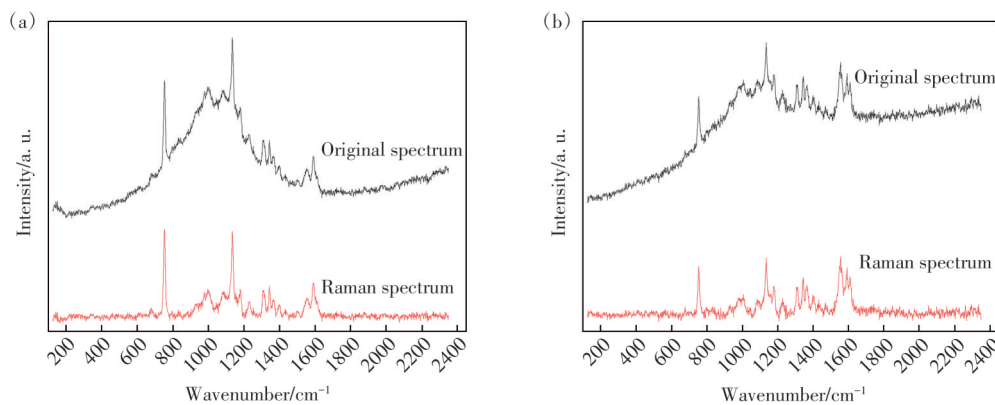 (a)
Original spectrum
Raman spectrum
Intensity/a. u.
200 400 600 800 1000 1200 1400 1600 1800 2000 2200 2400
Wavenumber/cm⁻¹
(b)
Original spectrum
Raman spectrum
Intensity/a. u.
200 400 600 800 1000 1200 1400 1600 1800 2000 2200 2400
Wavenumber/cm⁻¹